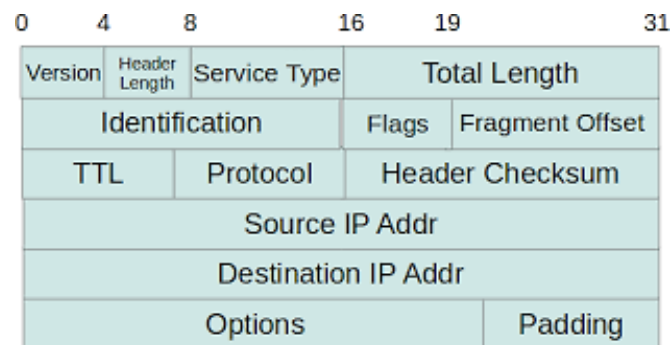 0 4 8 16 19 31
Version Header Length Service Type Total Length
Identification Flags Fragment Offset
TTL Protocol Header Checksum
Source IP Addr
Destination IP Addr
Options Padding